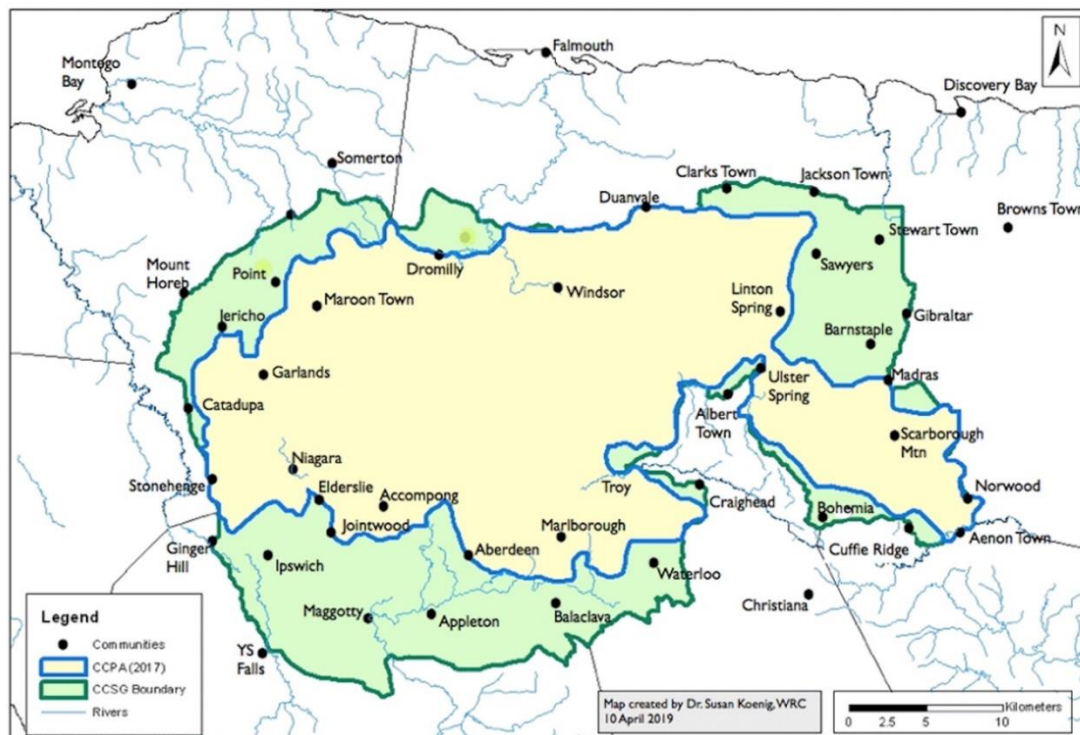 N
Falmouth
Montego
Bay
Discovery Bay
Somerton
Clarks Town
Jackson Town
Duanvale
Browns Town
Stewart Town
Dromilly
Sawyers
Mount
Horeb
Point
Windsor
Linton
Spring
Maroon Town
Gibraltar
Jericho
Barnstaple
Garlands
Ulster
Spring
Madras
Catadupa
Albert
Town
Scarborough
Mtn
Niagara
Stonehenge
Elderslie
Accompong
Troy
Craighead
Norwood
Bohemia
Jointwood
Marlborough
Cuffie Ridge
Aenon Town
Ginger
Hill
Ipswich
Aberdeen
Waterloo
Christiana
Maggotty
Appleton
Balaclava
YS
Falls
Legend
Communities
CCPA (2017)
CCSG Boundary
Rivers
Map created by Dr. Susan Koenig, WRC
10 April 2019
Kilometers
0 2.5 5 10